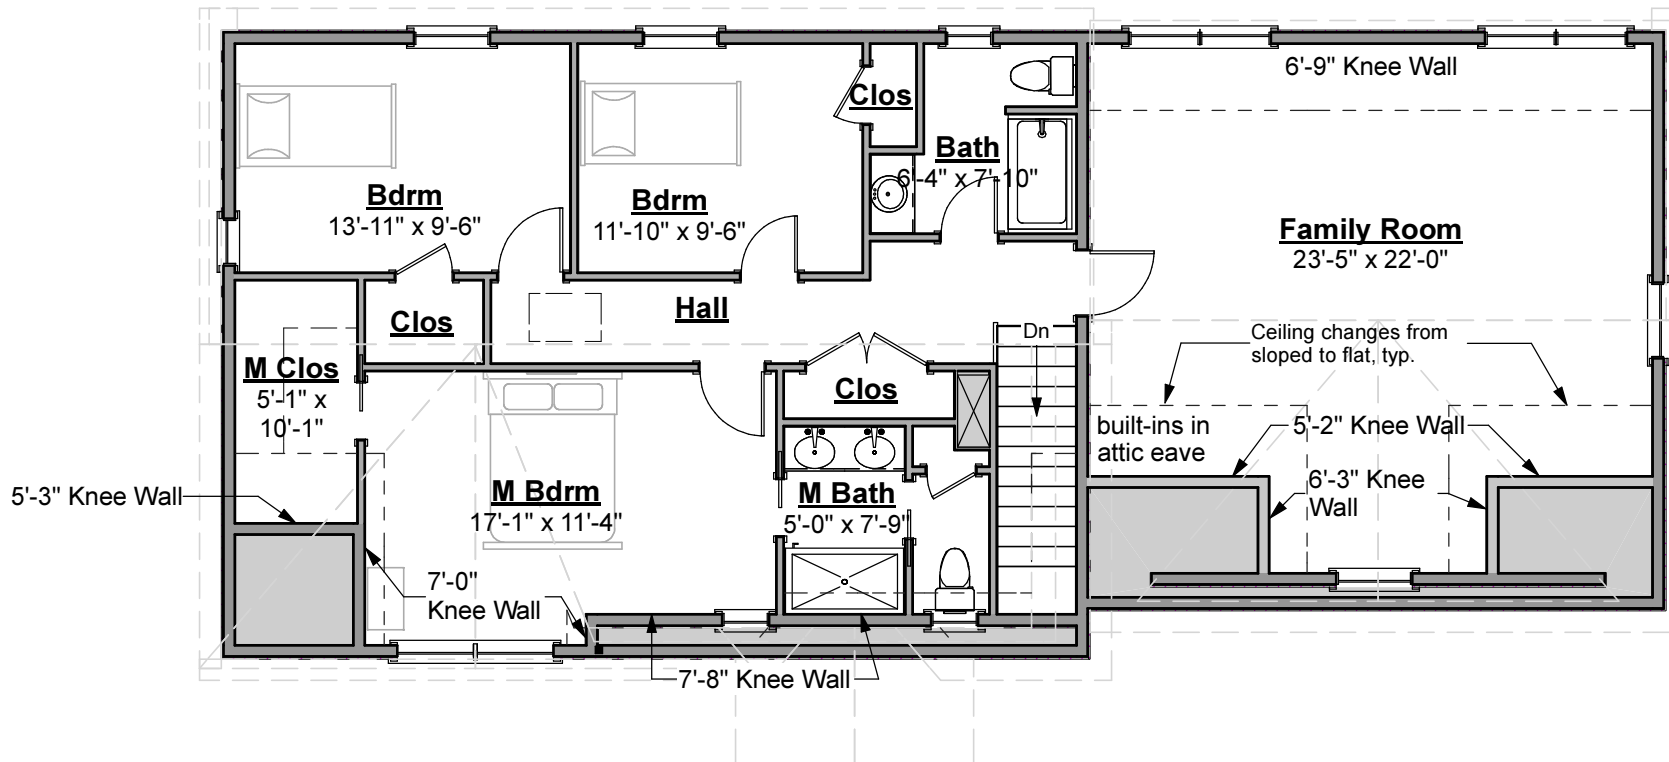 6'-9" Knee Wall
Clos
Bath
6'-4" x 7'-10"
Bdrm
13'-11" x 9'-6"
Bdrm
11'-10" x 9'-6"
Family Room
23'-5" x 22'-0"
Hall
Clos
Dn
Ceiling changes from
sloped to flat, typ.
M Clos
5'-1" x
10'-1"
Clos
built-ins in
attic eave
5'-2" Knee Wall
6'-3" Knee
Wall
5'-3" Knee Wall
M Bdrm
17'-1" x 11'-4"
M Bath
5'-0" x 7'-9"
7'-0"
Knee Wall
7'-8" Knee Wall